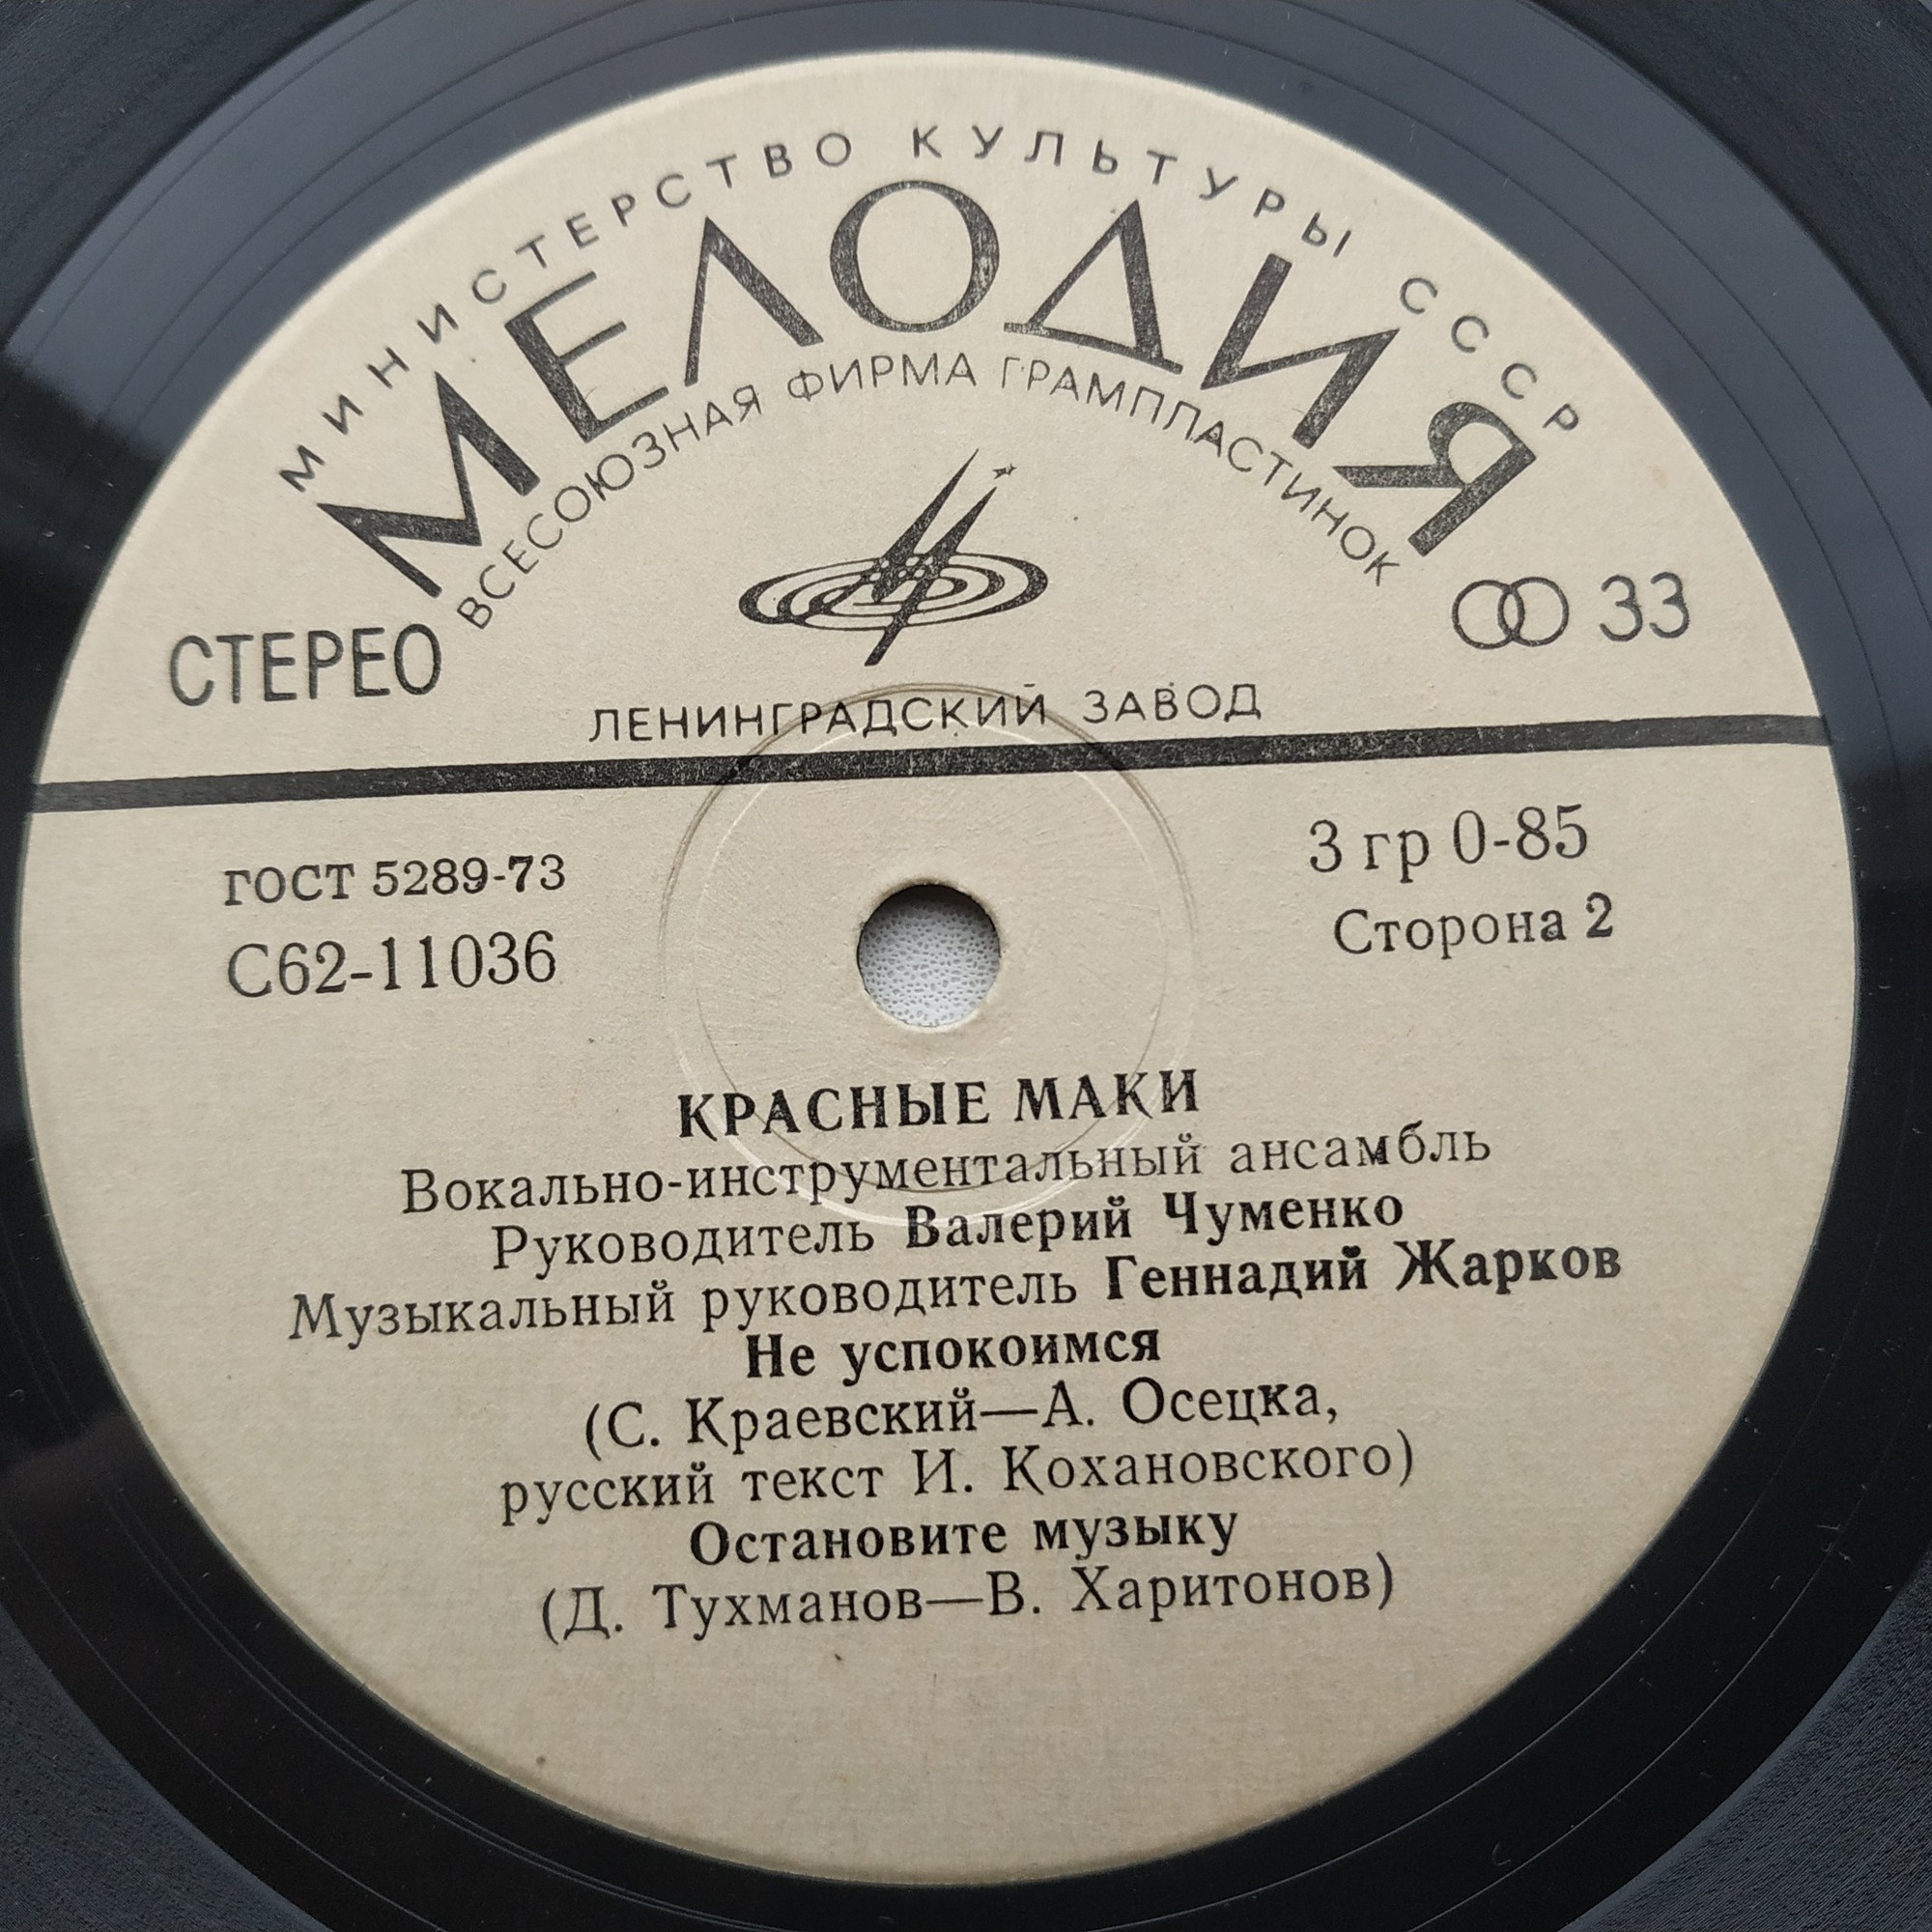 МИНИСТЕРСТВО КУЛЬТУРЫ СССР
МЕЛОДИЯ
ВСЕСОЮЗНАЯ ФИРМА ГРАМПЛАСТИНОК
СТЕРЕО
33
ЛЕНИНГРАДСКИЙ ЗАВОД
ГОСТ 5289-73
3 гр 0-85
С62-11036
Сторона 2
КРАСНЫЕ МАКИ
Вокально-инструментальный ансамбль
Руководитель Валерий Чуменко
Музыкальный руководитель Геннадий Жарков
Не успокоимся
(С. Краевский—А. Осецка,
русский текст И. Кохановского)
Остановите музыку
(Д. Тухманов—В. Харитонов)